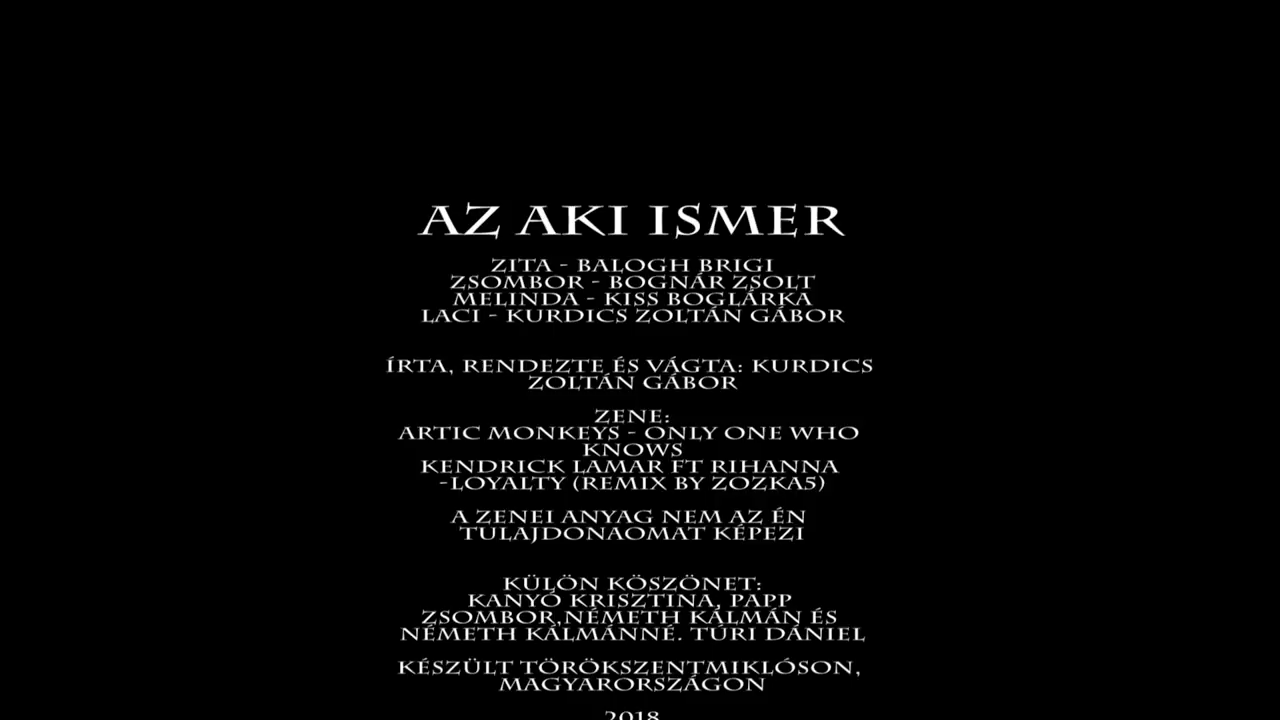 AZ AKI ISMER
ZITA - BALOGH BRIGI
ZSOMBOR - BOGNÁR ZSOLT
MELINDA - KISS BOGLÁRKA
LACI - KURDICS ZOLTÁN GÁBOR
ÍRTA, RENDEZTE ÉS VÁGTA: KURDICS
ZOLTÁN GÁBOR
ZENE:
ARTIC MONKEYS - ONLY ONE WHO
KNOWS
KENDRICK LAMAR FT RIHANNA
-LOYALTY (REMIX BY ZOZKA5)
A ZENEI ANYAG NEM AZ ÉN
TULAJDONAOMAT KÉPEZI
KÜLÖN KÖSZÖNET:
KANYÓ KRISZTINA, PAPP
ZSOMBOR,NÉMETH KÁLMÁN ÉS
NÉMETH KÁLMÁNNÉ. TÚRI DÁNIEL
KÉSZÜLT TÖRÖKSZENTMIKLÓSON,
MAGYARORSZÁGON
2018